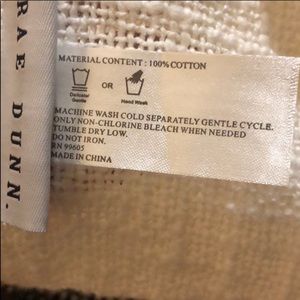 RAE DUNN.
MATERIAL CONTENT : 100% COTTON
Delicate/
Gentle
OR
Hand Wash
MACHINE WASH COLD SEPARATELY GENTLE CYCLE.
ONLY NON-CHLORINE BLEACH WHEN NEEDED
TUMBLE DRY LOW.
DO NOT IRON.
RN 99605
MADE IN CHINA